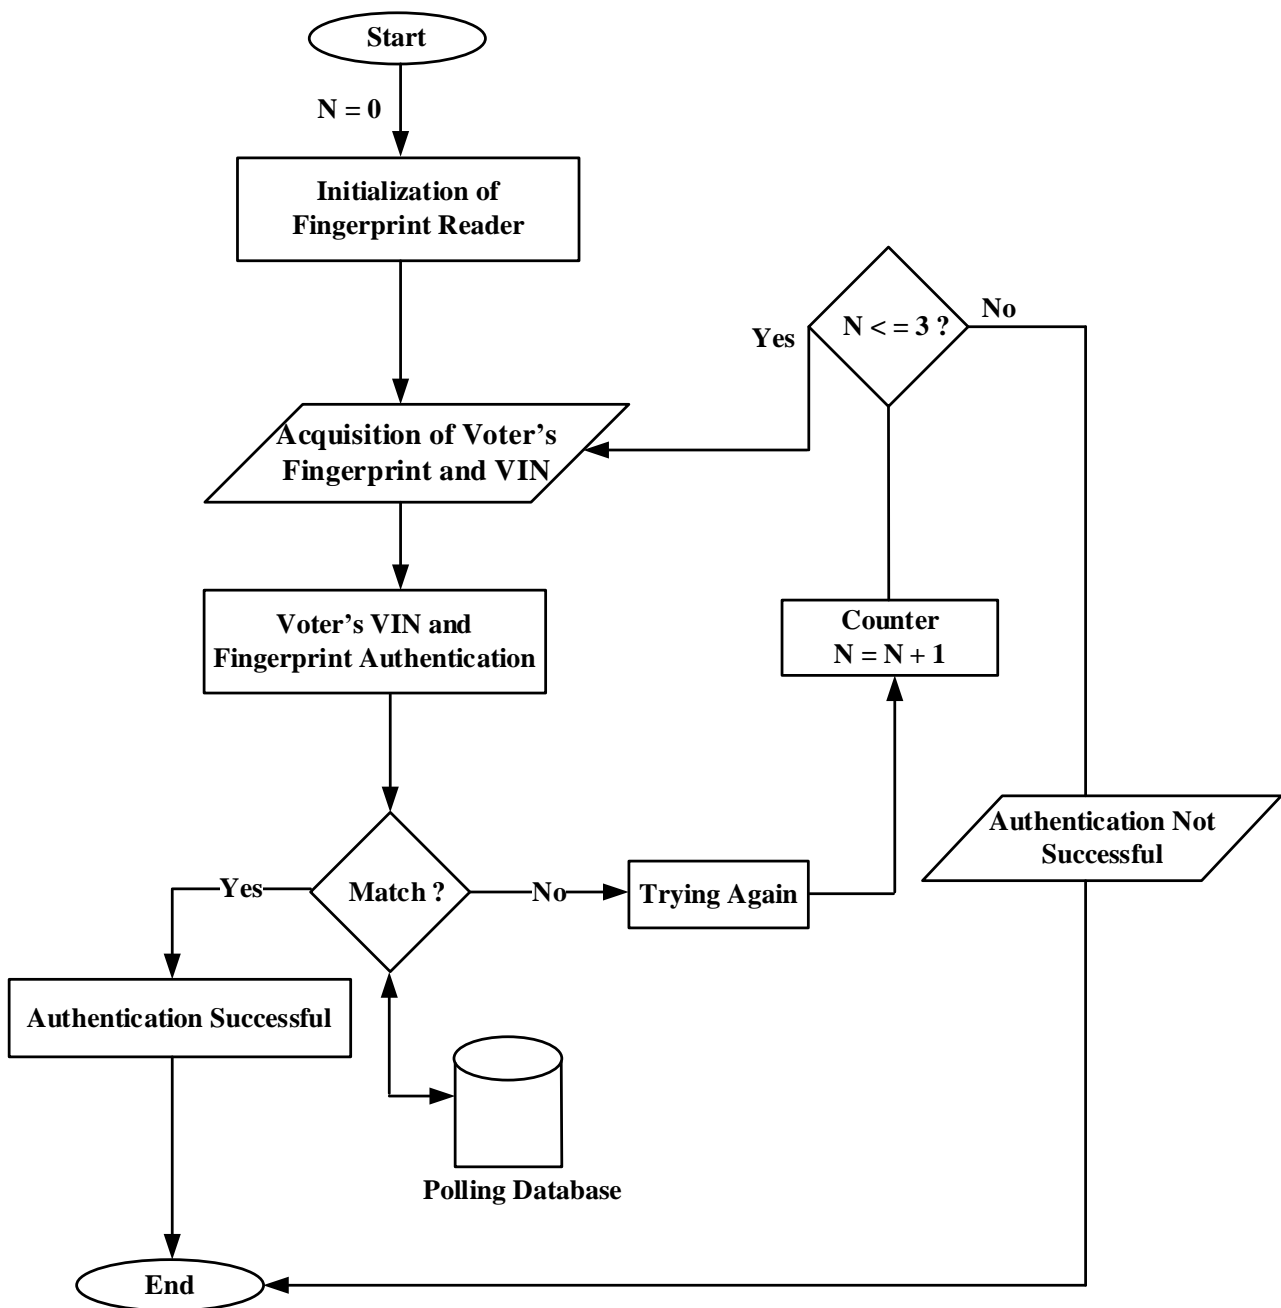 Start
N = 0
Initialization of
Fingerprint Reader
N < = 3 ?
No
Yes
Acquisition of Voter’s
Fingerprint and VIN
Voter’s VIN and
Fingerprint Authentication
Counter
N = N + 1
Authentication Not
Successful
Yes
Match ?
No
Trying Again
Authentication Successful
Polling Database
End